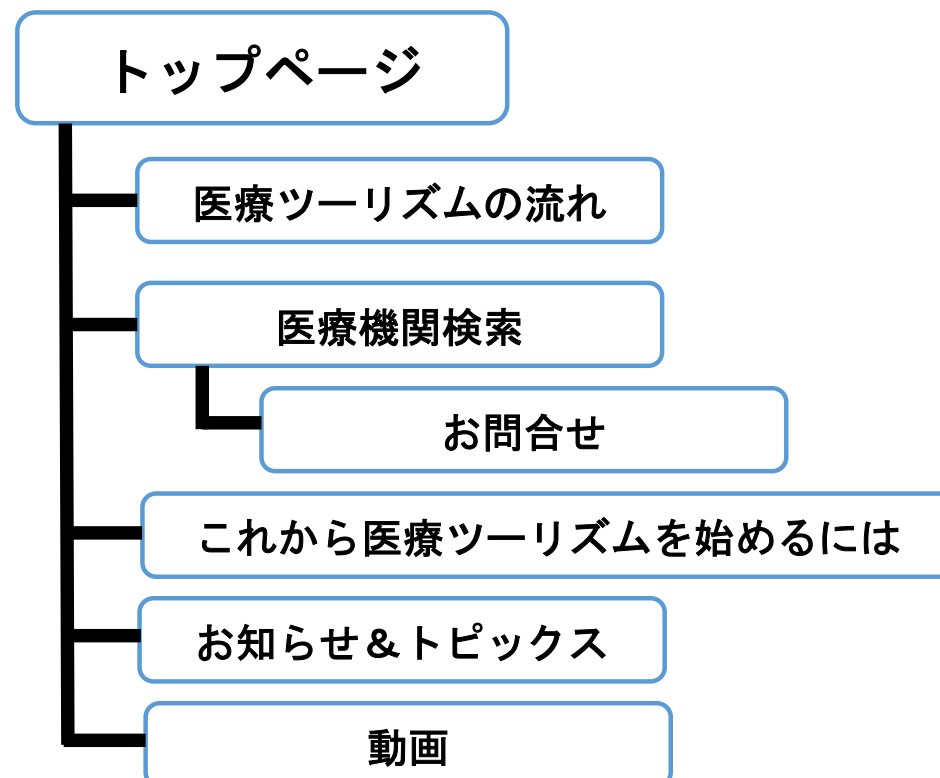 トップページ
医療ツーリズムの流れ
医療機関検索
お問合せ
これから医療ツーリズムを始めるには
お知らせ＆トピックス
動画